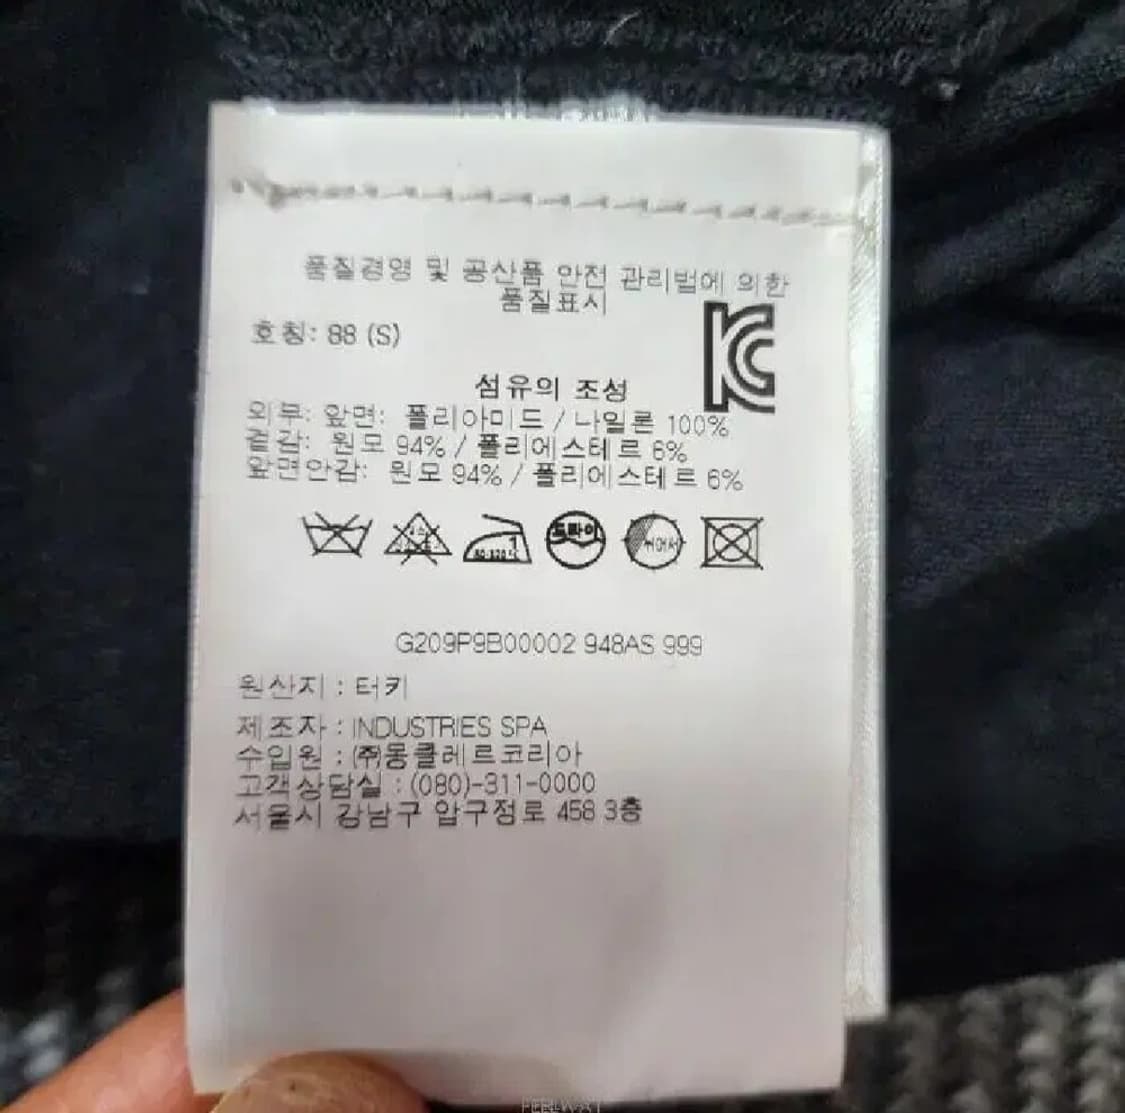 품질경영 및 공산품 안전 관리법에 의한
품질표시
호칭: 88 (S)
섬유의 조성
외부: 앞면: 폴리아미드 / 나일론 100%
겉감: 원모 94% / 폴리에스테르 6%
앞면안감: 원모 94% / 폴리에스테르 6%
드라이
G209P9B00002 948AS 999
원산지 : 터키
제조자 : INDUSTRIES SPA
수입원 : (주)몽클레르코리아
고객상담실 : (080)-311-0000
서울시 강남구 압구정로 458 3층